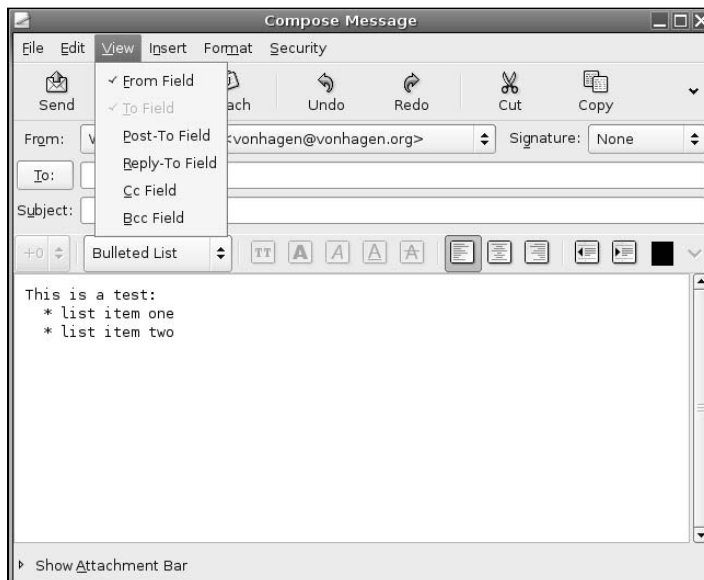 Compose Message
File Edit View Insert Format Security
Send ach Undo Redo Cut Copy
From Field
To Field
Post-To Field
Reply-To Field
Cc Field
Bcc Field
From: <vonhagen@vonhagen.org> Signature: None
To:
Subject:
+0 Bulleted List TT A A A A
This is a test:
* list item one
* list item two
Show Attachment Bar